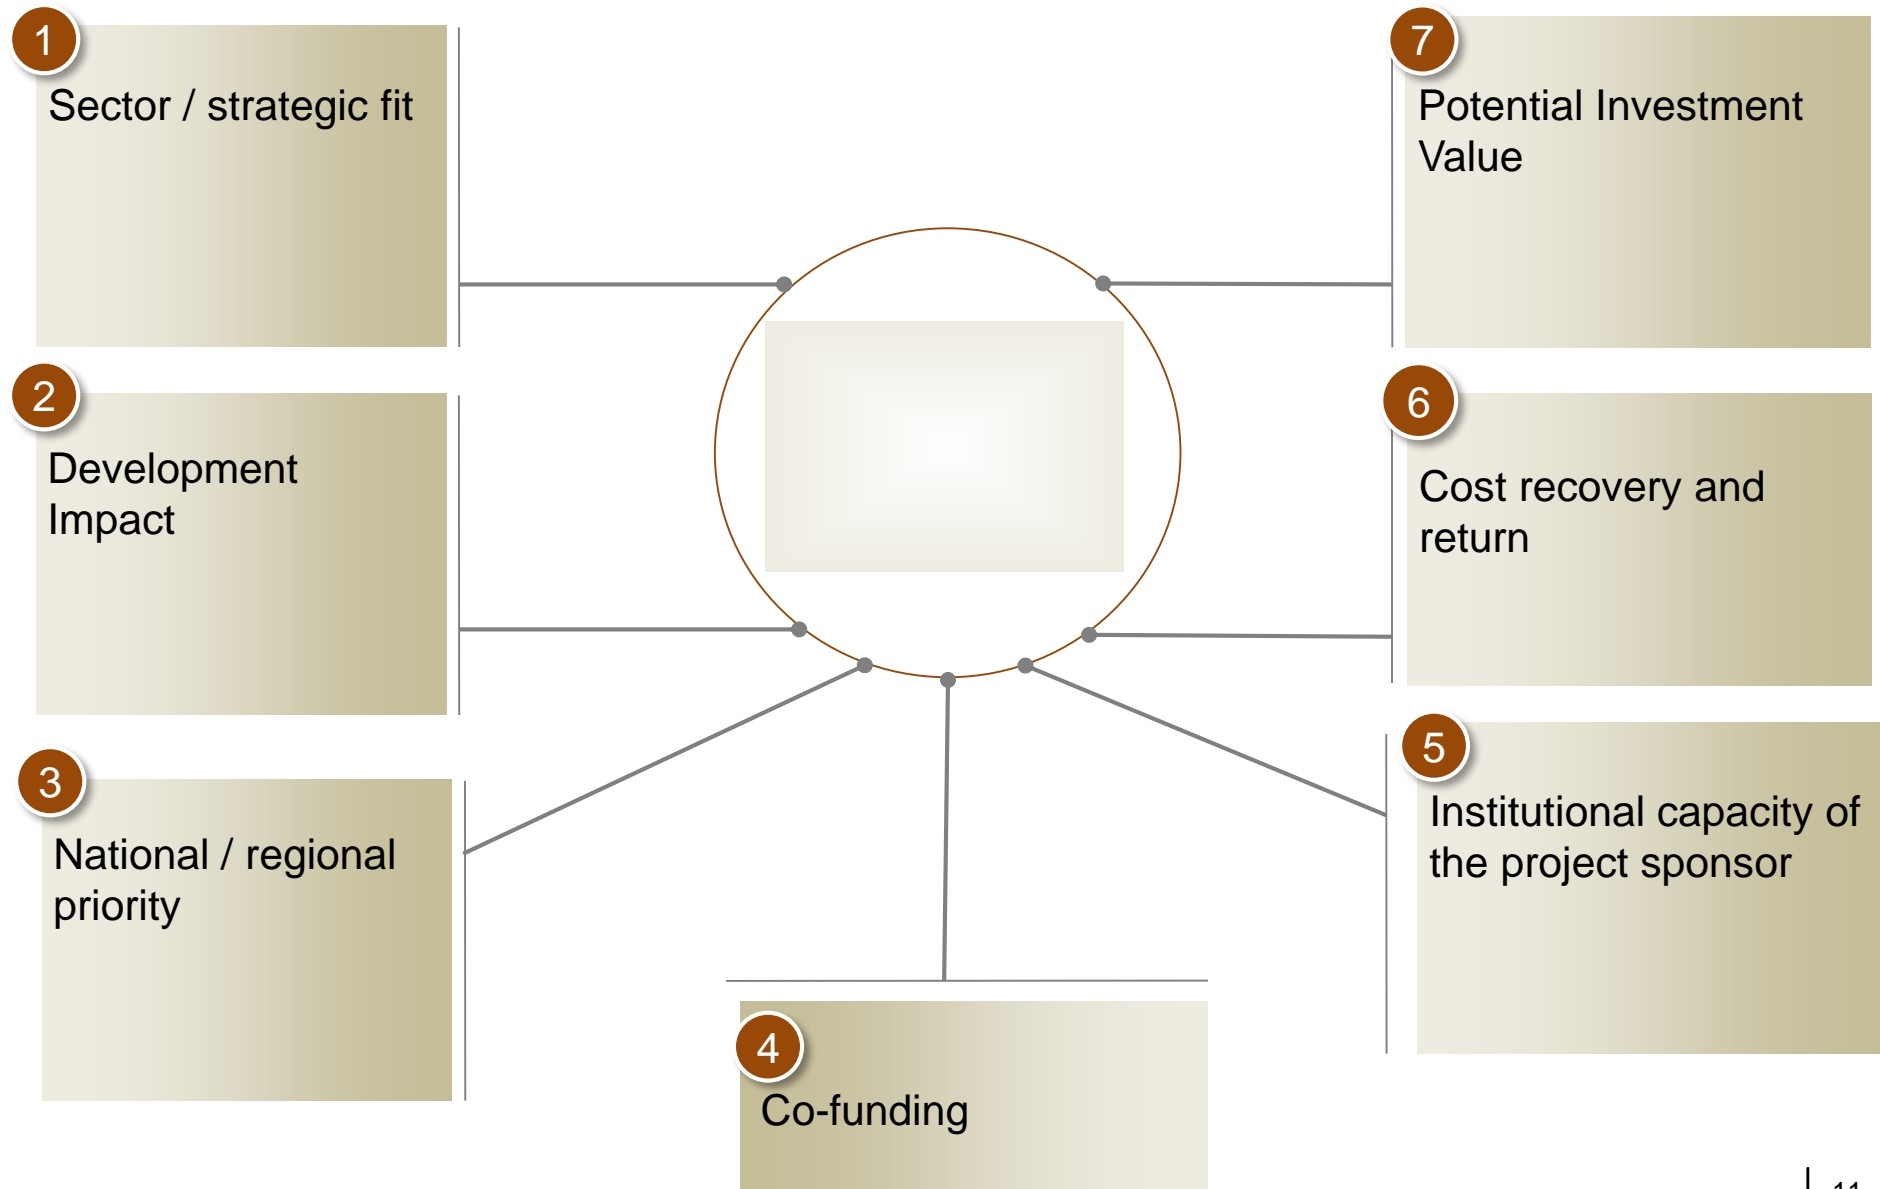 1
Sector / strategic fit
2
Development
Impact
3
National / regional
priority
4
Co-funding
5
Institutional capacity of
the project sponsor
6
Cost recovery and
return
7
Potential Investment
Value
11